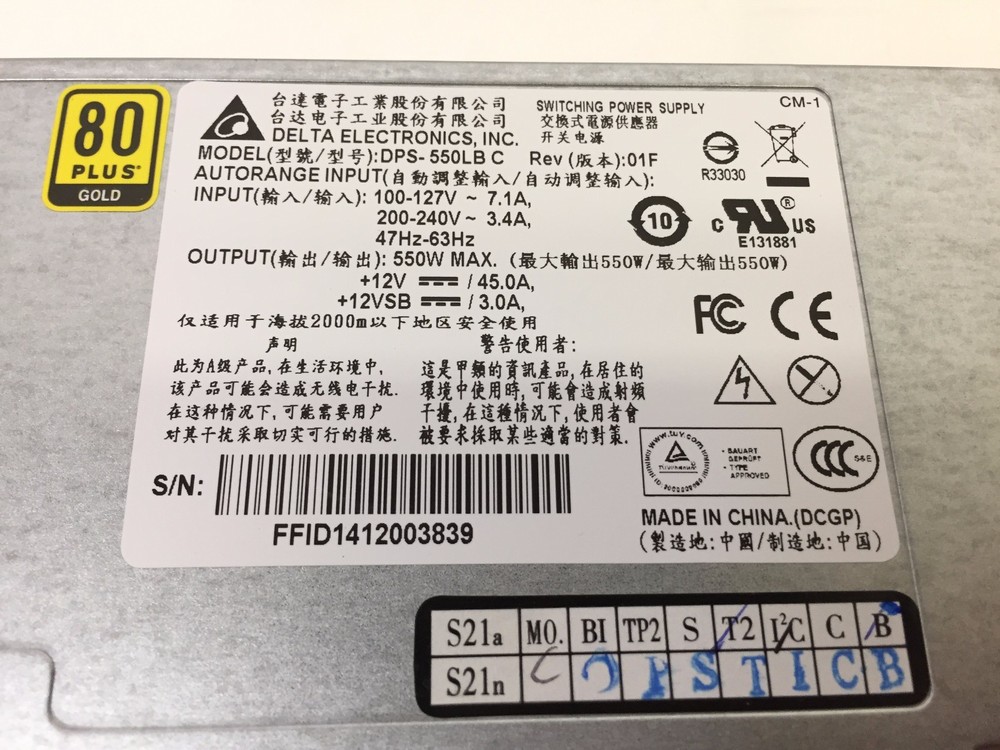 80
PLUS®
GOLD
台達電子工業股份有限公司
台达电子工业股份有限公司
DELTA ELECTRONICS, INC.
SWITCHING POWER SUPPLY
交換式電源供應器
开关电源
CM-1
MODEL(型號/型号):DPS-550LB C Rev (版本):01F
R33030
AUTORANGE INPUT(自動調整輸入/自动调整输入):
INPUT(輸入/输入): 100-127V ~ 7.1A,
200-240V ~ 3.4A,
47Hz-63Hz
10
c RU® US
E131881
OUTPUT(輸出/输出): 550W MAX. (最大輸出550W/最大输出550W)
+12V / 45.0A,
+12VSB / 3.0A,
FC CE
仅适用于海拔2000m以下地区安全使用
声明
此为A级产品,在生活环境中,
该产品可能会造成无线电干扰.
在这种情况下,可能需要用户
对其干扰采取切实可行的措施.
警告使用者:
這是甲類的資訊產品,在居住的
環境中使用時,可能會造成射頻
干擾,在這種情況下,使用者會
被要求採取某些適當的對策.
www.tuv.com
TÜVRheinland
BAUART
GEPRÜFT
TYPE
APPROVED
CCC S&E
S/N:
FFID1412003839
MADE IN CHINA.(DCGP)
(製造地:中國/制造地:中国)
S21a MO. BI TP2 S T2 I²C C B
S21n C P S T I C B